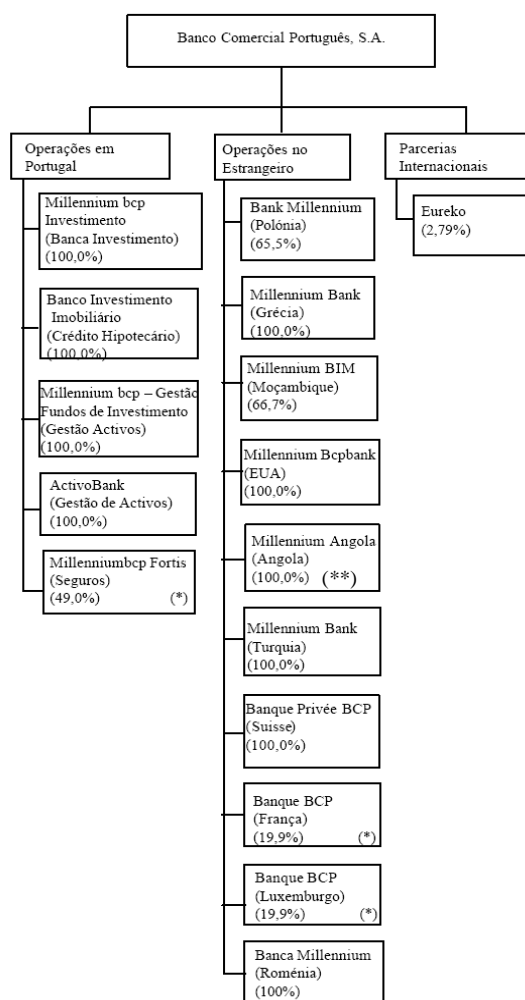 Banco Comercial Português, S.A.
Operações em
Portugal
Millennium bcp
Investimento
(Banca Investimento)
(100,0%)
Banco Investimento
Imobiliário
(Crédito Hipotecário)
(100,0%)
Millennium bcp – Gestão
Fundos de Investimento
(Gestão Activos)
(100,0%)
ActivoBank
(Gestão de Activos)
(100,0%)
Millenniumbcp Fortis
(Seguros)
(49,0%) (*)
Operações no
Estrangeiro
Bank Millennium
(Polónia)
(65,5%)
Millennium Bank
(Grécia)
(100,0%)
Millennium BIM
(Moçambique)
(66,7%)
Millennium Bcpbank
(EUA)
(100,0%)
Millennium Angola
(Angola)
(100,0%) (**)
Millennium Bank
(Turquia)
(100,0%)
Banque Privée BCP
(Suisse)
(100,0%)
Banque BCP
(França)
(19,9%) (*)
Banque BCP
(Luxemburgo)
(19,9%) (*)
Banca Millennium
(Roménia)
(100%)
Parcerias
Internacionais
Eureko
(2,79%)